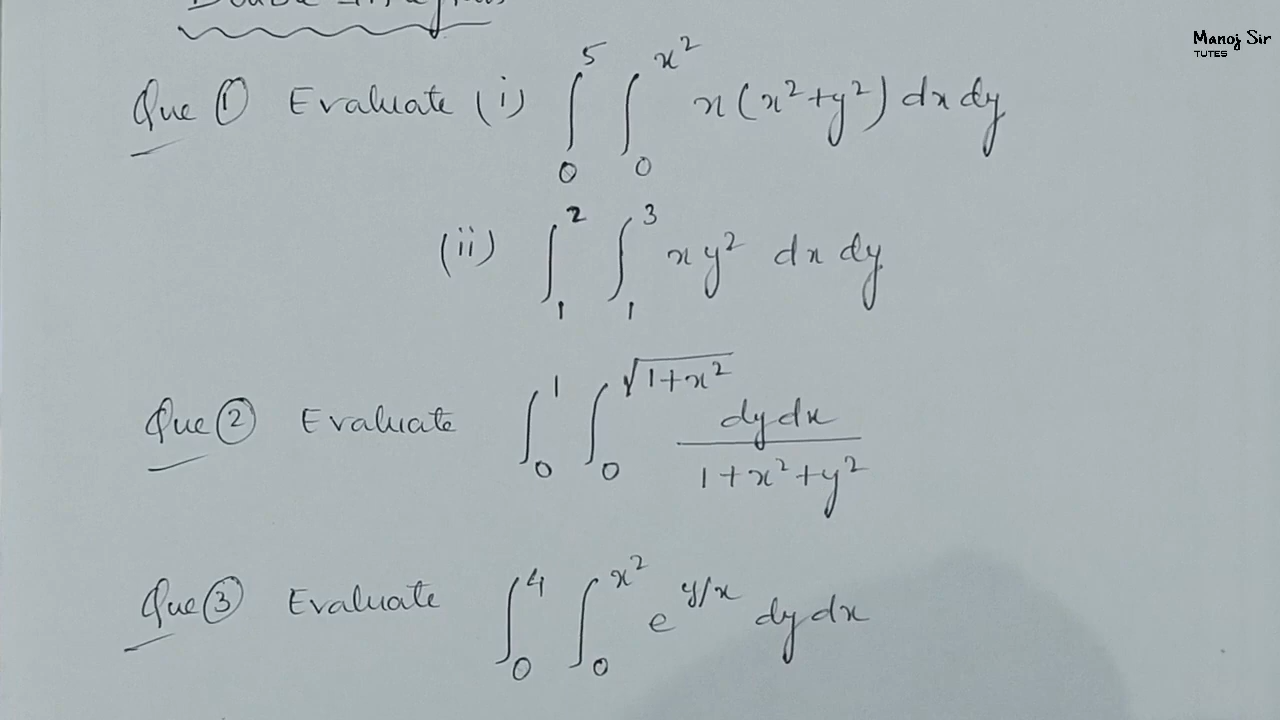 Manoj Sir
TUTES
Que ① Evaluate (i) ∫₀⁵ ∫₀^{x²} x(x²+y²) dx dy
(ii) ∫₁² ∫₁³ xy² dx dy
Que ② Evaluate ∫₀¹ ∫₀^{√(1+x²)} dy dx / (1+x²+y²)
Que ③ Evaluate ∫₀⁴ ∫₀^{x²} e^{y/x} dy dx